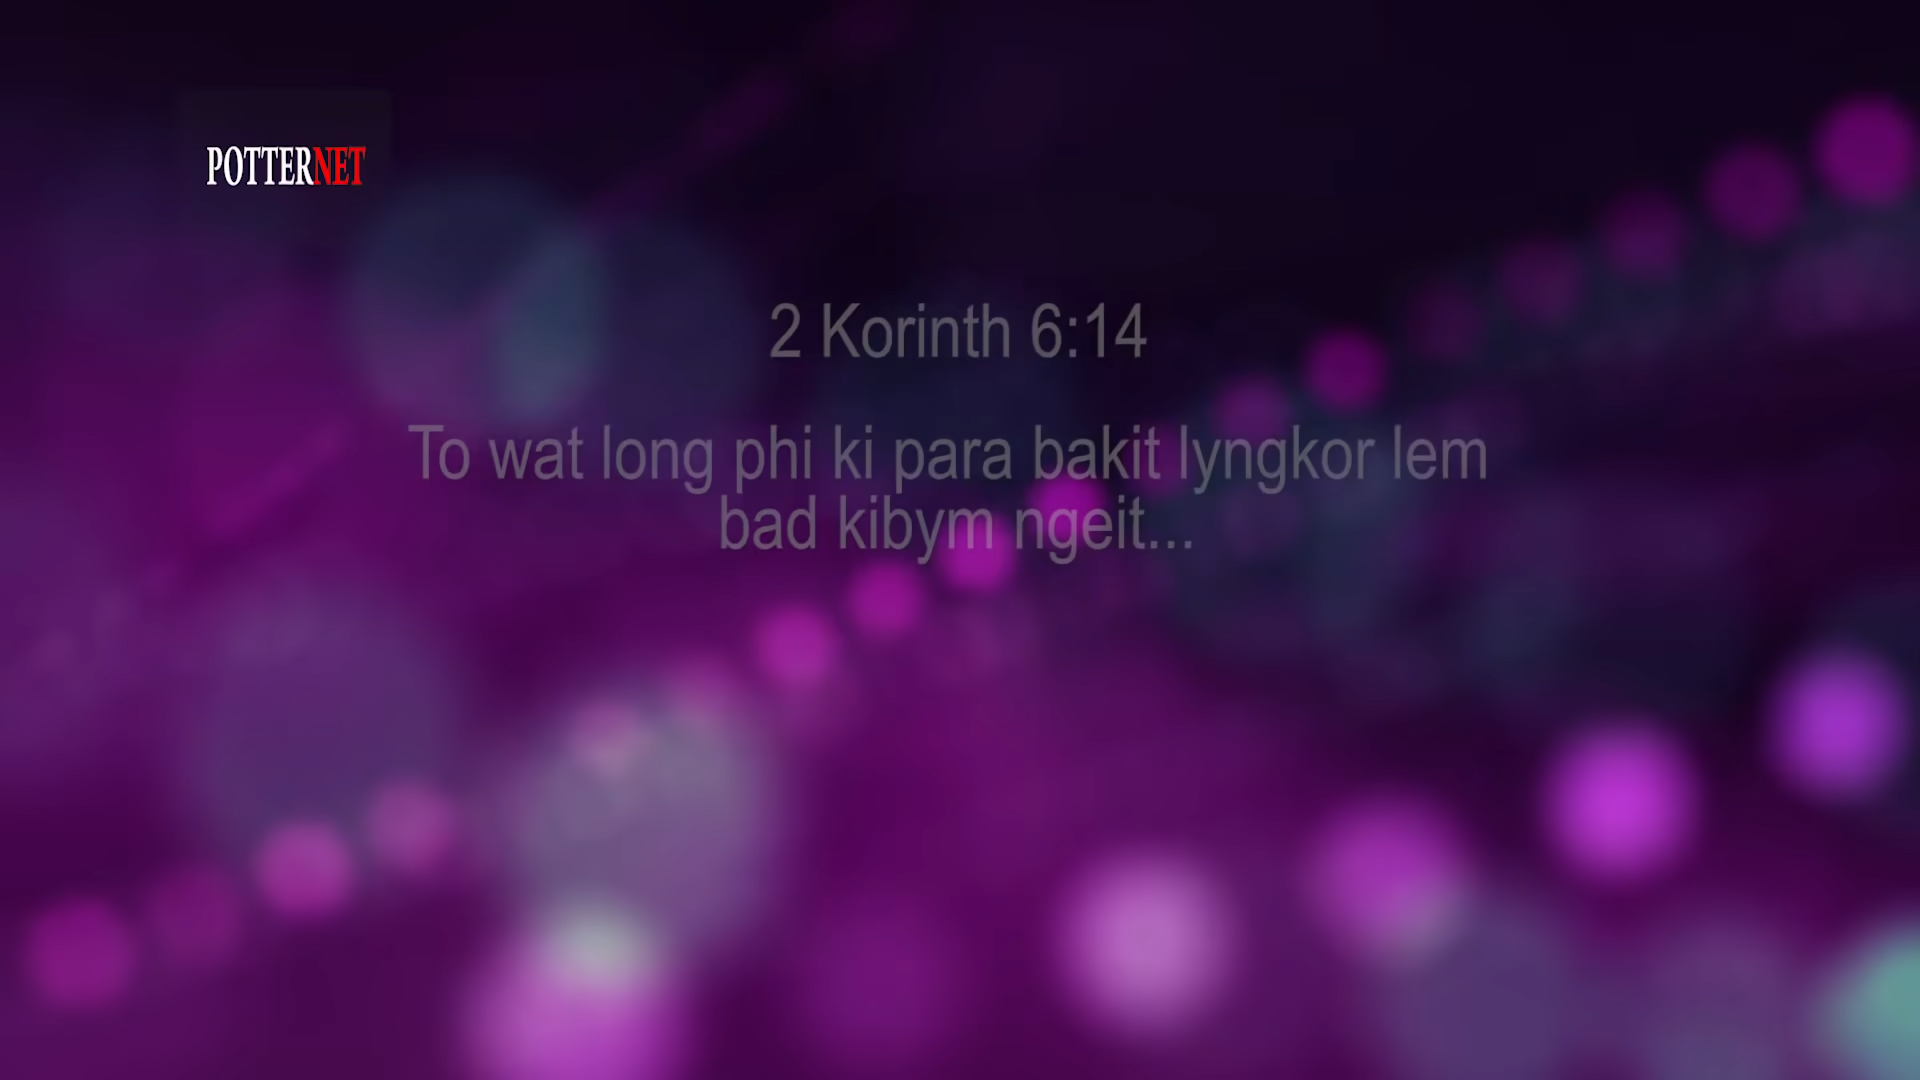 POTTERNET
2 Korinth 6:14
To wat long phi ki para bakit lyngkor lem
bad kibym ngeit...